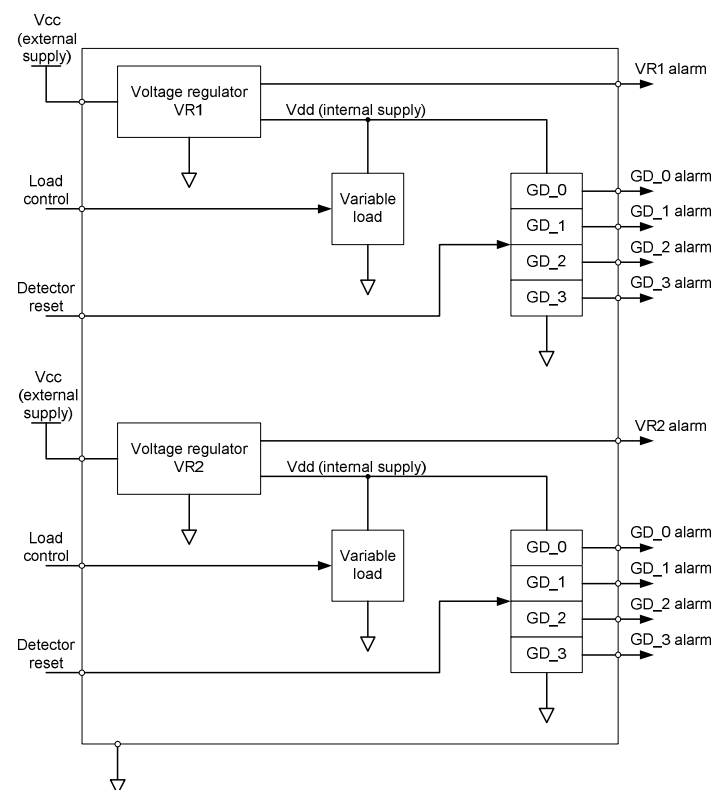 Vcc
(external
supply)
Voltage regulator
VR1
VR1 alarm
Vdd (internal supply)
Load
control
Variable
load
GD_0
GD_1
GD_2
GD_3
GD_0 alarm
GD_1 alarm
GD_2 alarm
GD_3 alarm
Detector
reset
Vcc
(external
supply)
Voltage regulator
VR2
VR2 alarm
Vdd (internal supply)
Load
control
Variable
load
GD_0
GD_1
GD_2
GD_3
GD_0 alarm
GD_1 alarm
GD_2 alarm
GD_3 alarm
Detector
reset